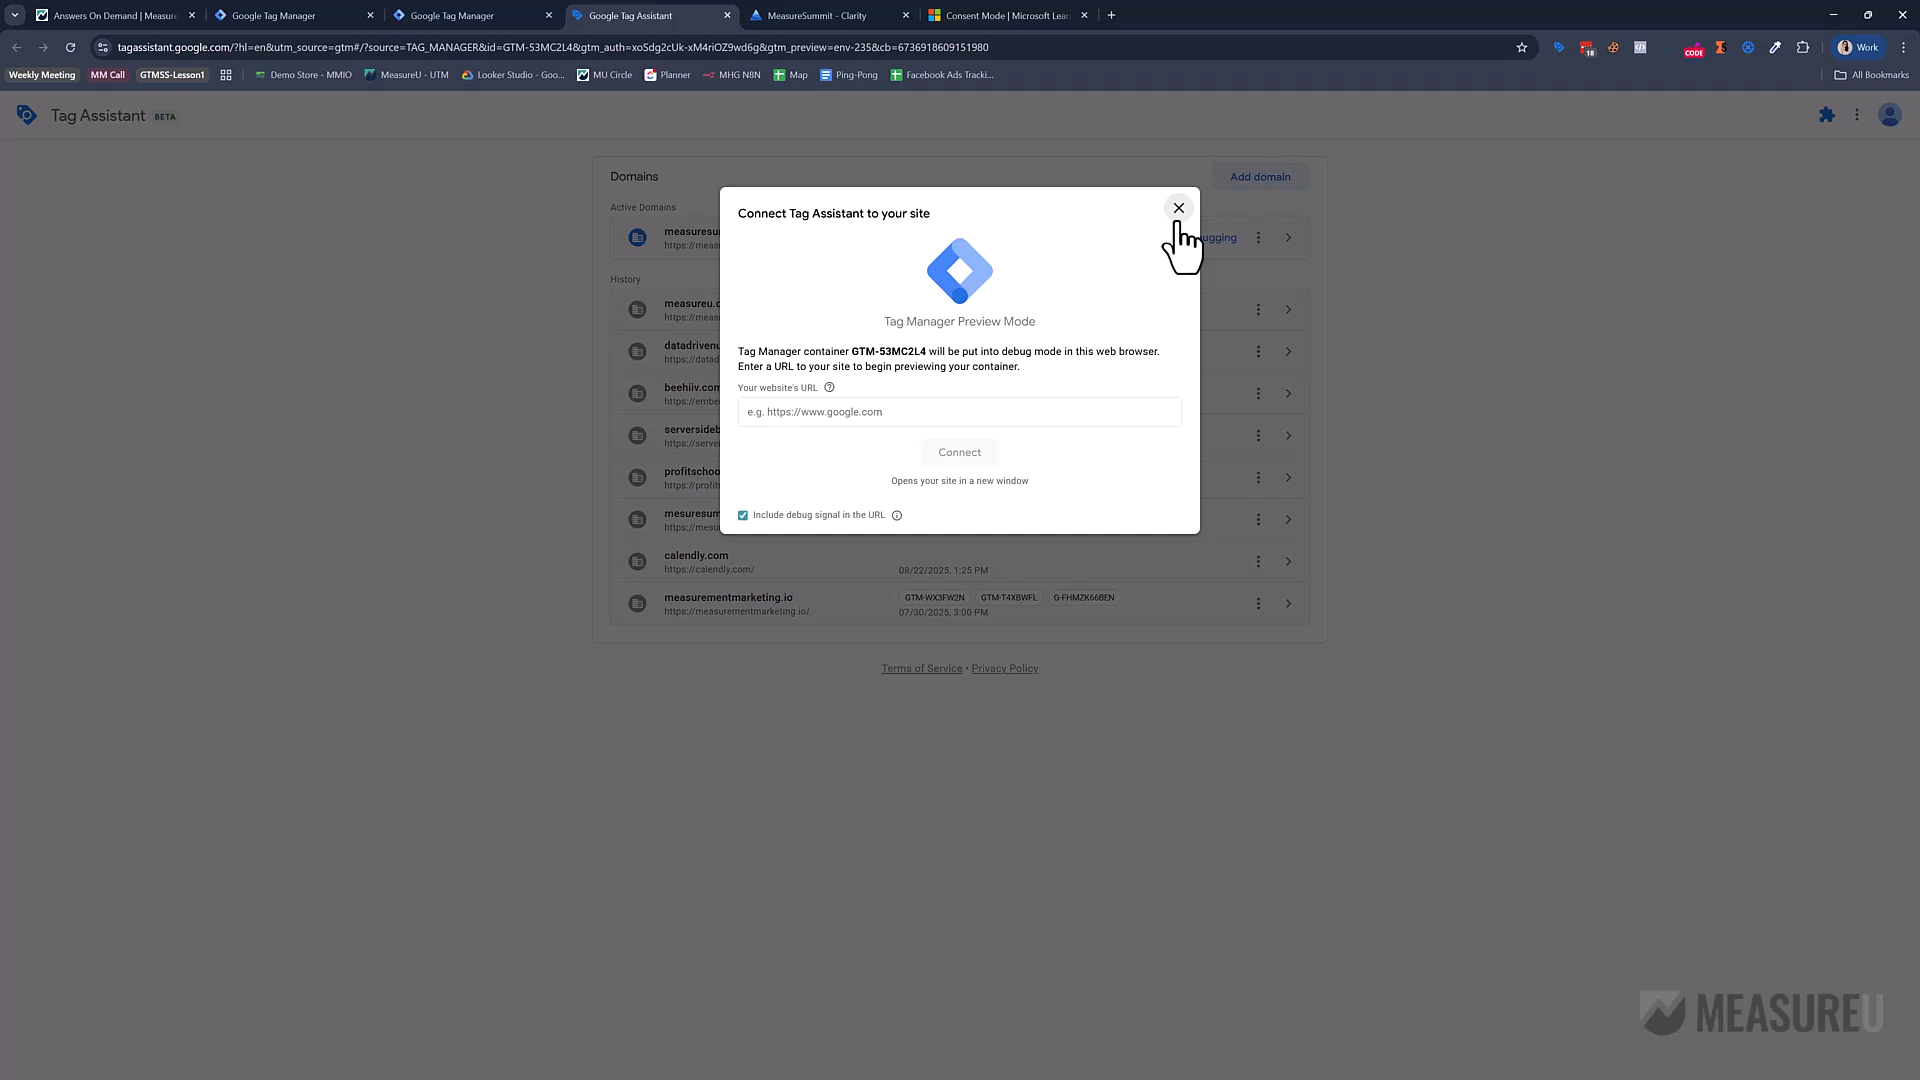 Answers On Demand | Measure
Google Tag Manager
Google Tag Manager
Google Tag Assistant
MeasureSummit - Clarity
Consent Mode | Microsoft Lear
tagassistant.google.com/?hl=en&utm_source=gtm#/?source=TAG_MANAGER&id=GTM-53MC2L4&gtm_auth=xoSdg2cUk-xM4riOZ9wd6g&gtm_preview=env-235&cb=6736918609151980
18
CODE
Work
Weekly Meeting
MM Call
GTMSS-Lesson1
Demo Store - MMIO
MeasureU - UTM
Looker Studio - Goo...
MU Circle
Planner
MHG N8N
Map
Ping-Pong
Facebook Ads Tracki...
All Bookmarks
Tag Assistant BETA
Domains
Add domain
Active Domains
measuresu
https://meas
ugging
History
measureu.c
https://meas
datadrivenu
https://datad
beehiiv.com
https://embe
serversideb
https://serve
profitschoo
https://profit
mesuresum
https://mesu
calendly.com
https://calendly.com/
08/22/2025, 1:25 PM
measurementmarketing.io
https://measurementmarketing.io/
GTM-WX3FW2N GTM-T4XBWFL G-FHMZK66BEN
07/30/2025, 3:00 PM
Connect Tag Assistant to your site
Tag Manager Preview Mode
Tag Manager container GTM-53MC2L4 will be put into debug mode in this web browser.
Enter a URL to your site to begin previewing your container.
Your website's URL
e.g. https://www.google.com
Connect
Opens your site in a new window
Include debug signal in the URL
Terms of Service • Privacy Policy
MEASUREU